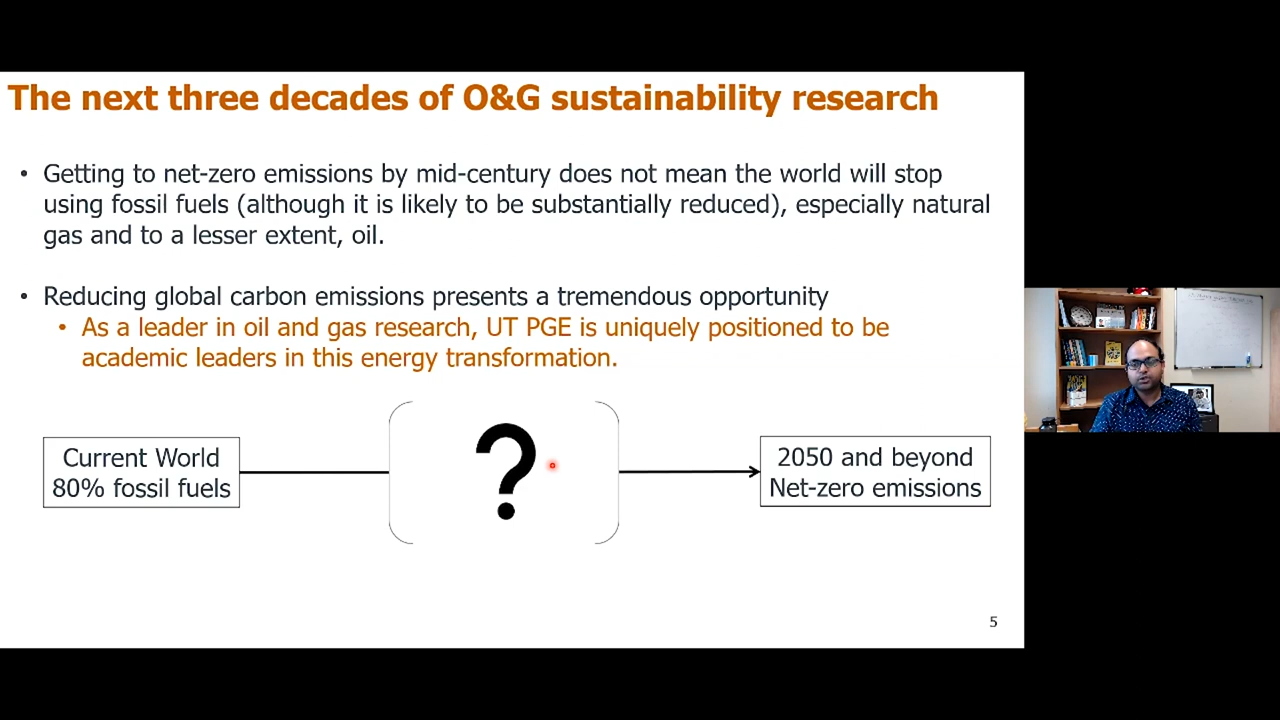 The next three decades of O&G sustainability research
• Getting to net-zero emissions by mid-century does not mean the world will stop
using fossil fuels (although it is likely to be substantially reduced), especially natural
gas and to a lesser extent, oil.
• Reducing global carbon emissions presents a tremendous opportunity
• As a leader in oil and gas research, UT PGE is uniquely positioned to be
academic leaders in this energy transformation.
Current World
80% fossil fuels
?
2050 and beyond
Net-zero emissions
5